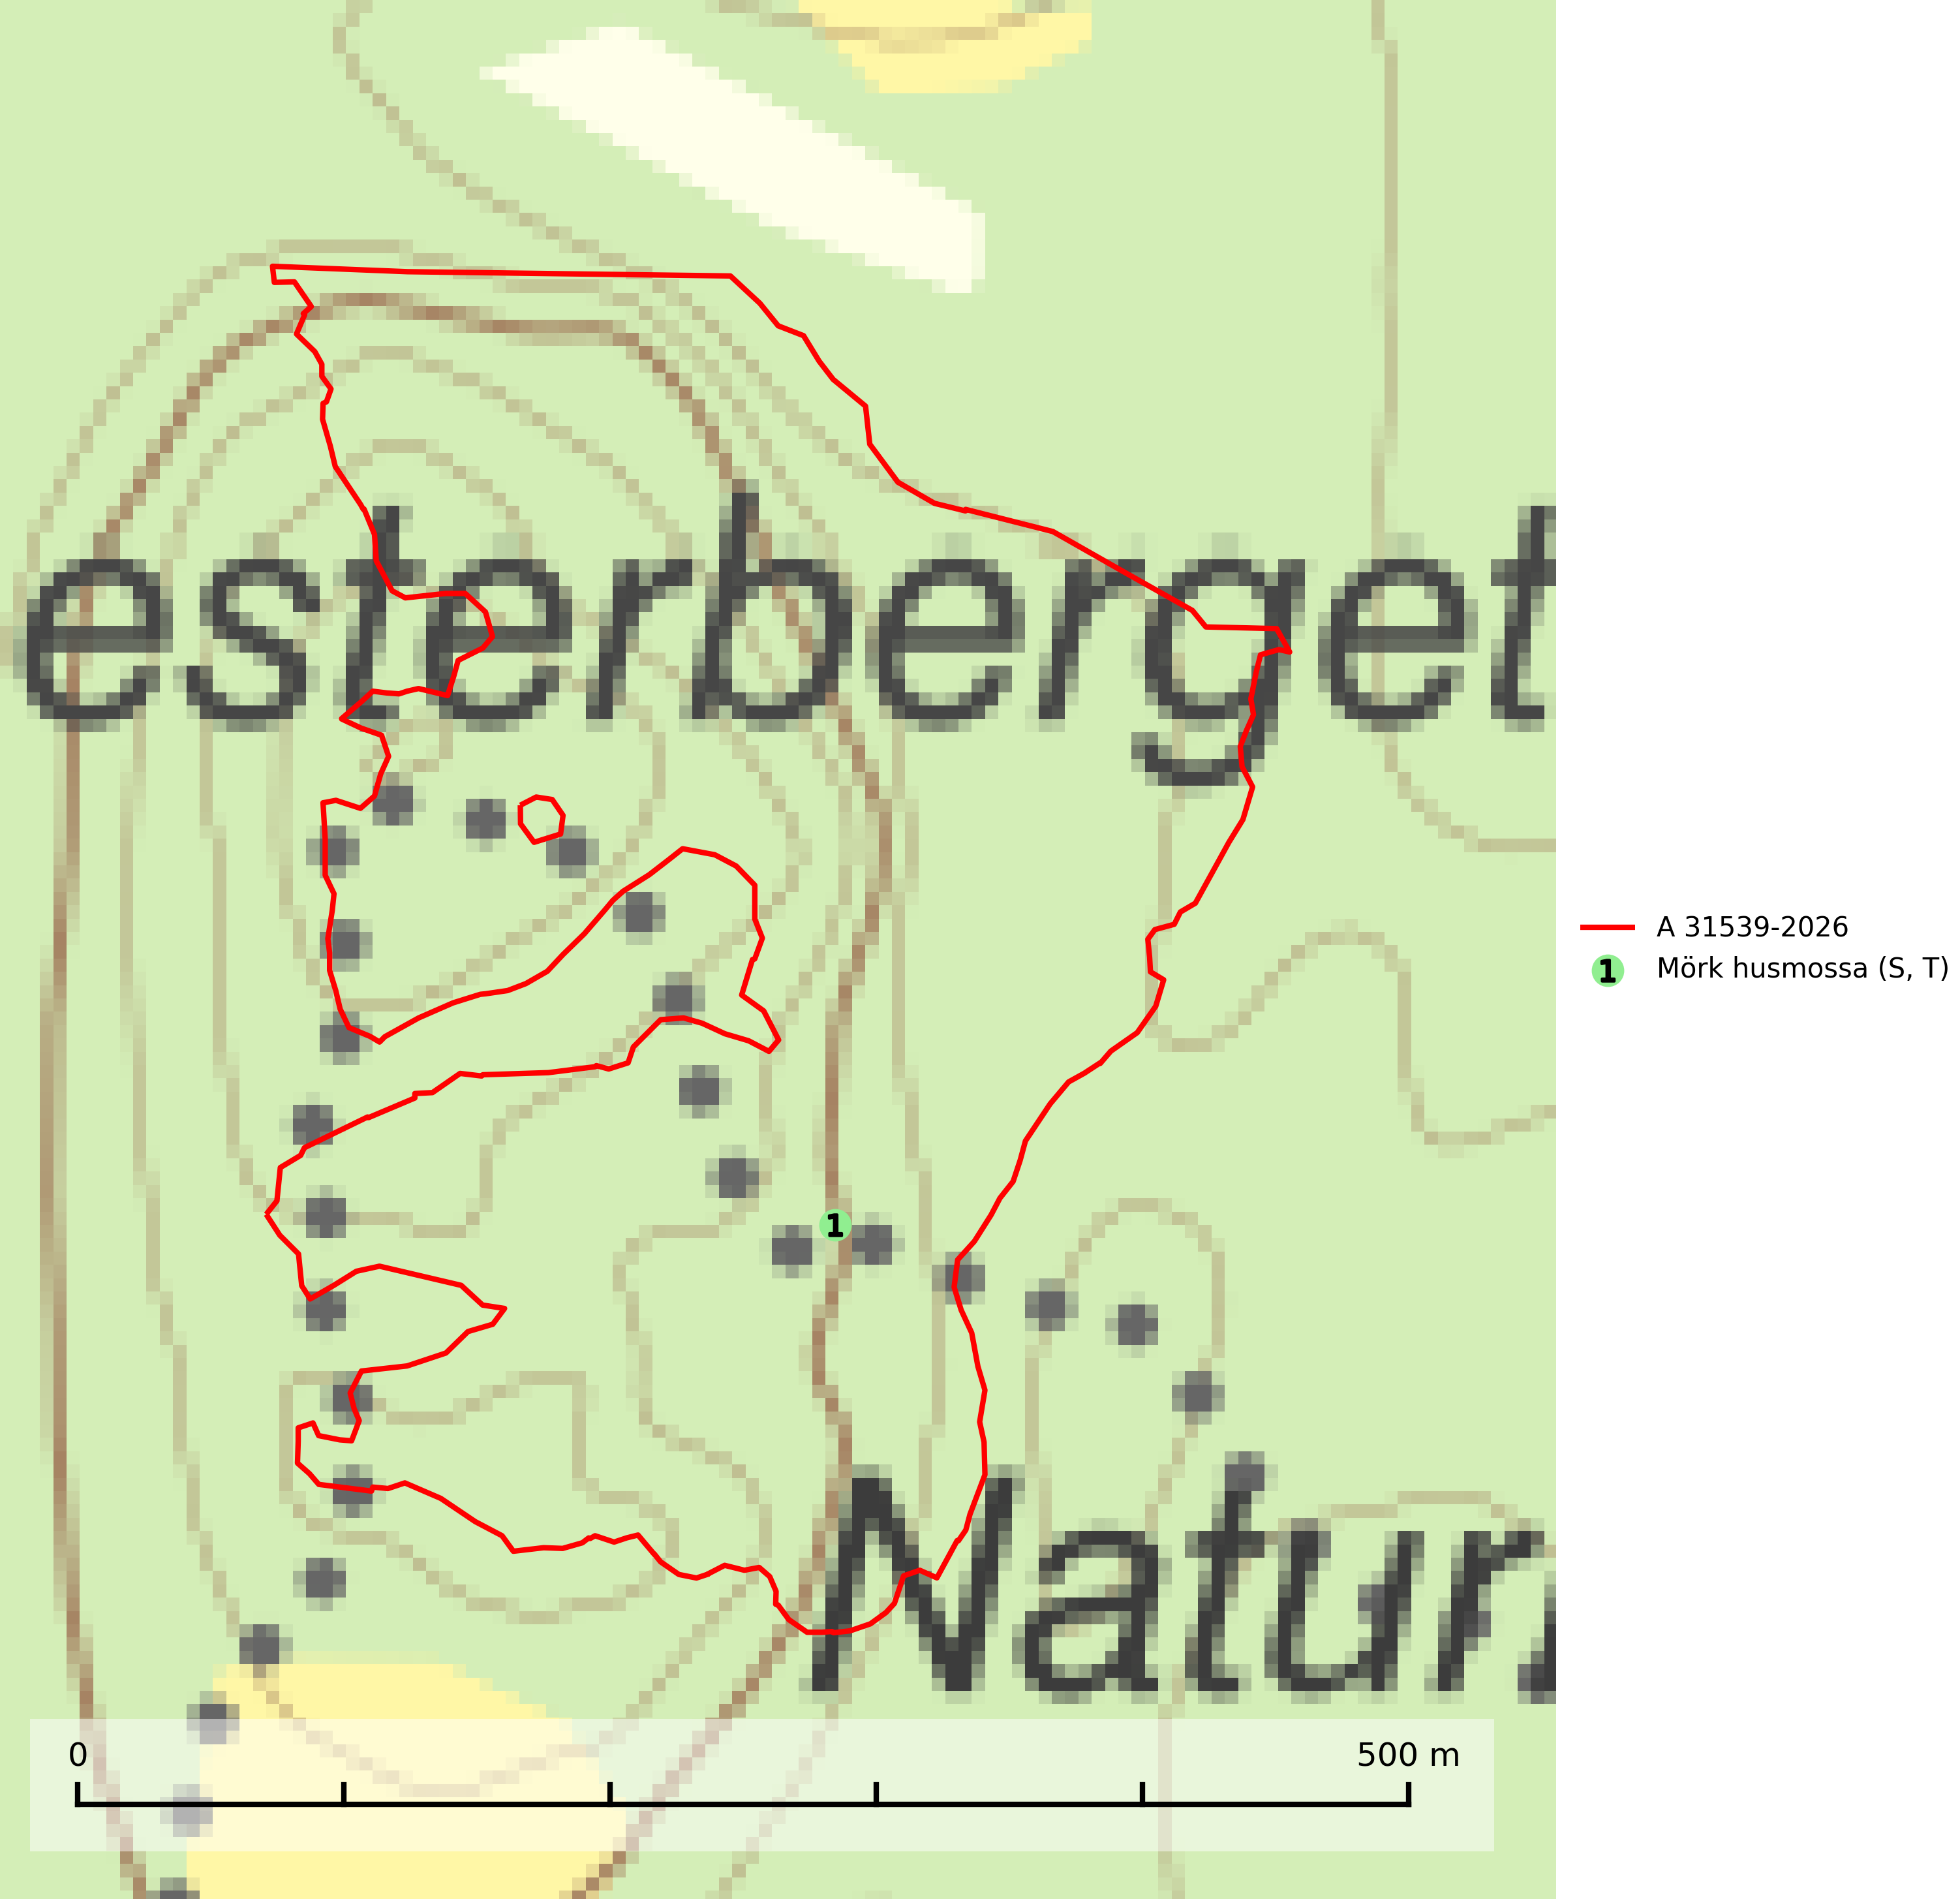 esterberget
A 31539-2026
1 Mörk husmossa (S, T)
1
Natur
0 500 m